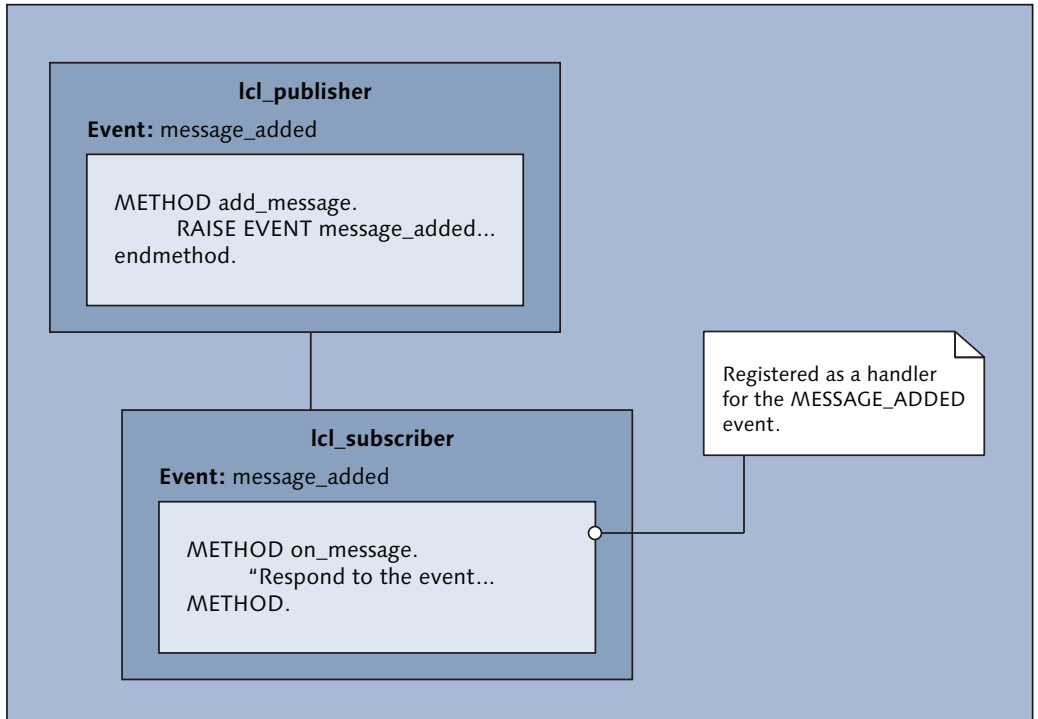 lcl_publisher
Event: message_added
METHOD add_message.
RAISE EVENT message_added...
endmethod.
lcl_subscriber
Event: message_added
METHOD on_message.
"Respond to the event...
METHOD.
Registered as a handler
for the MESSAGE_ADDED
event.